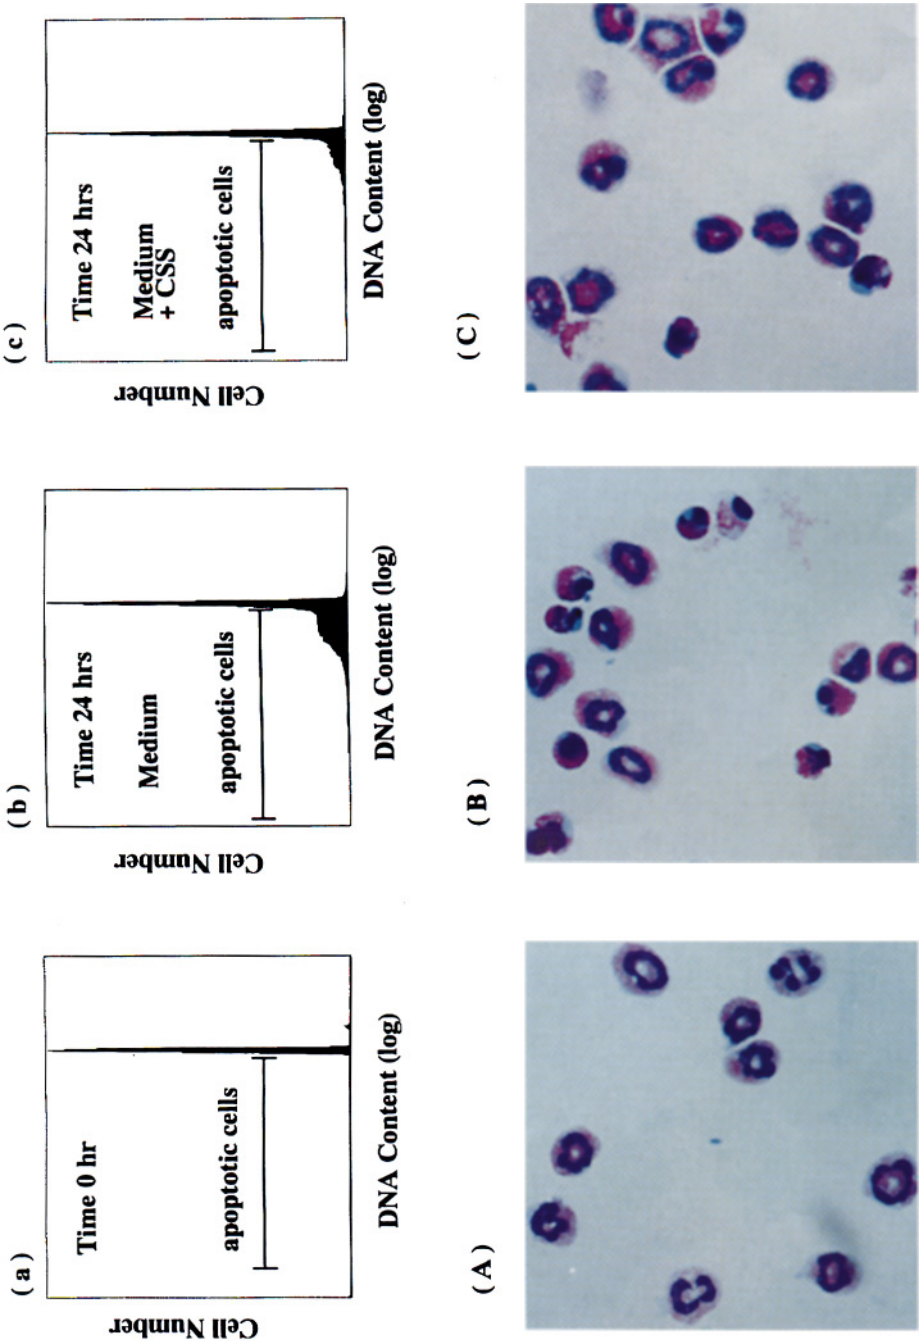 ( a )
Time 0 hr
apoptotic cells
Cell Number
DNA Content (log)
( b )
Time 24 hrs
Medium
apoptotic cells
Cell Number
DNA Content (log)
( c )
Time 24 hrs
Medium
+ CSS
apoptotic cells
Cell Number
DNA Content (log)
( A )
( B )
( C )